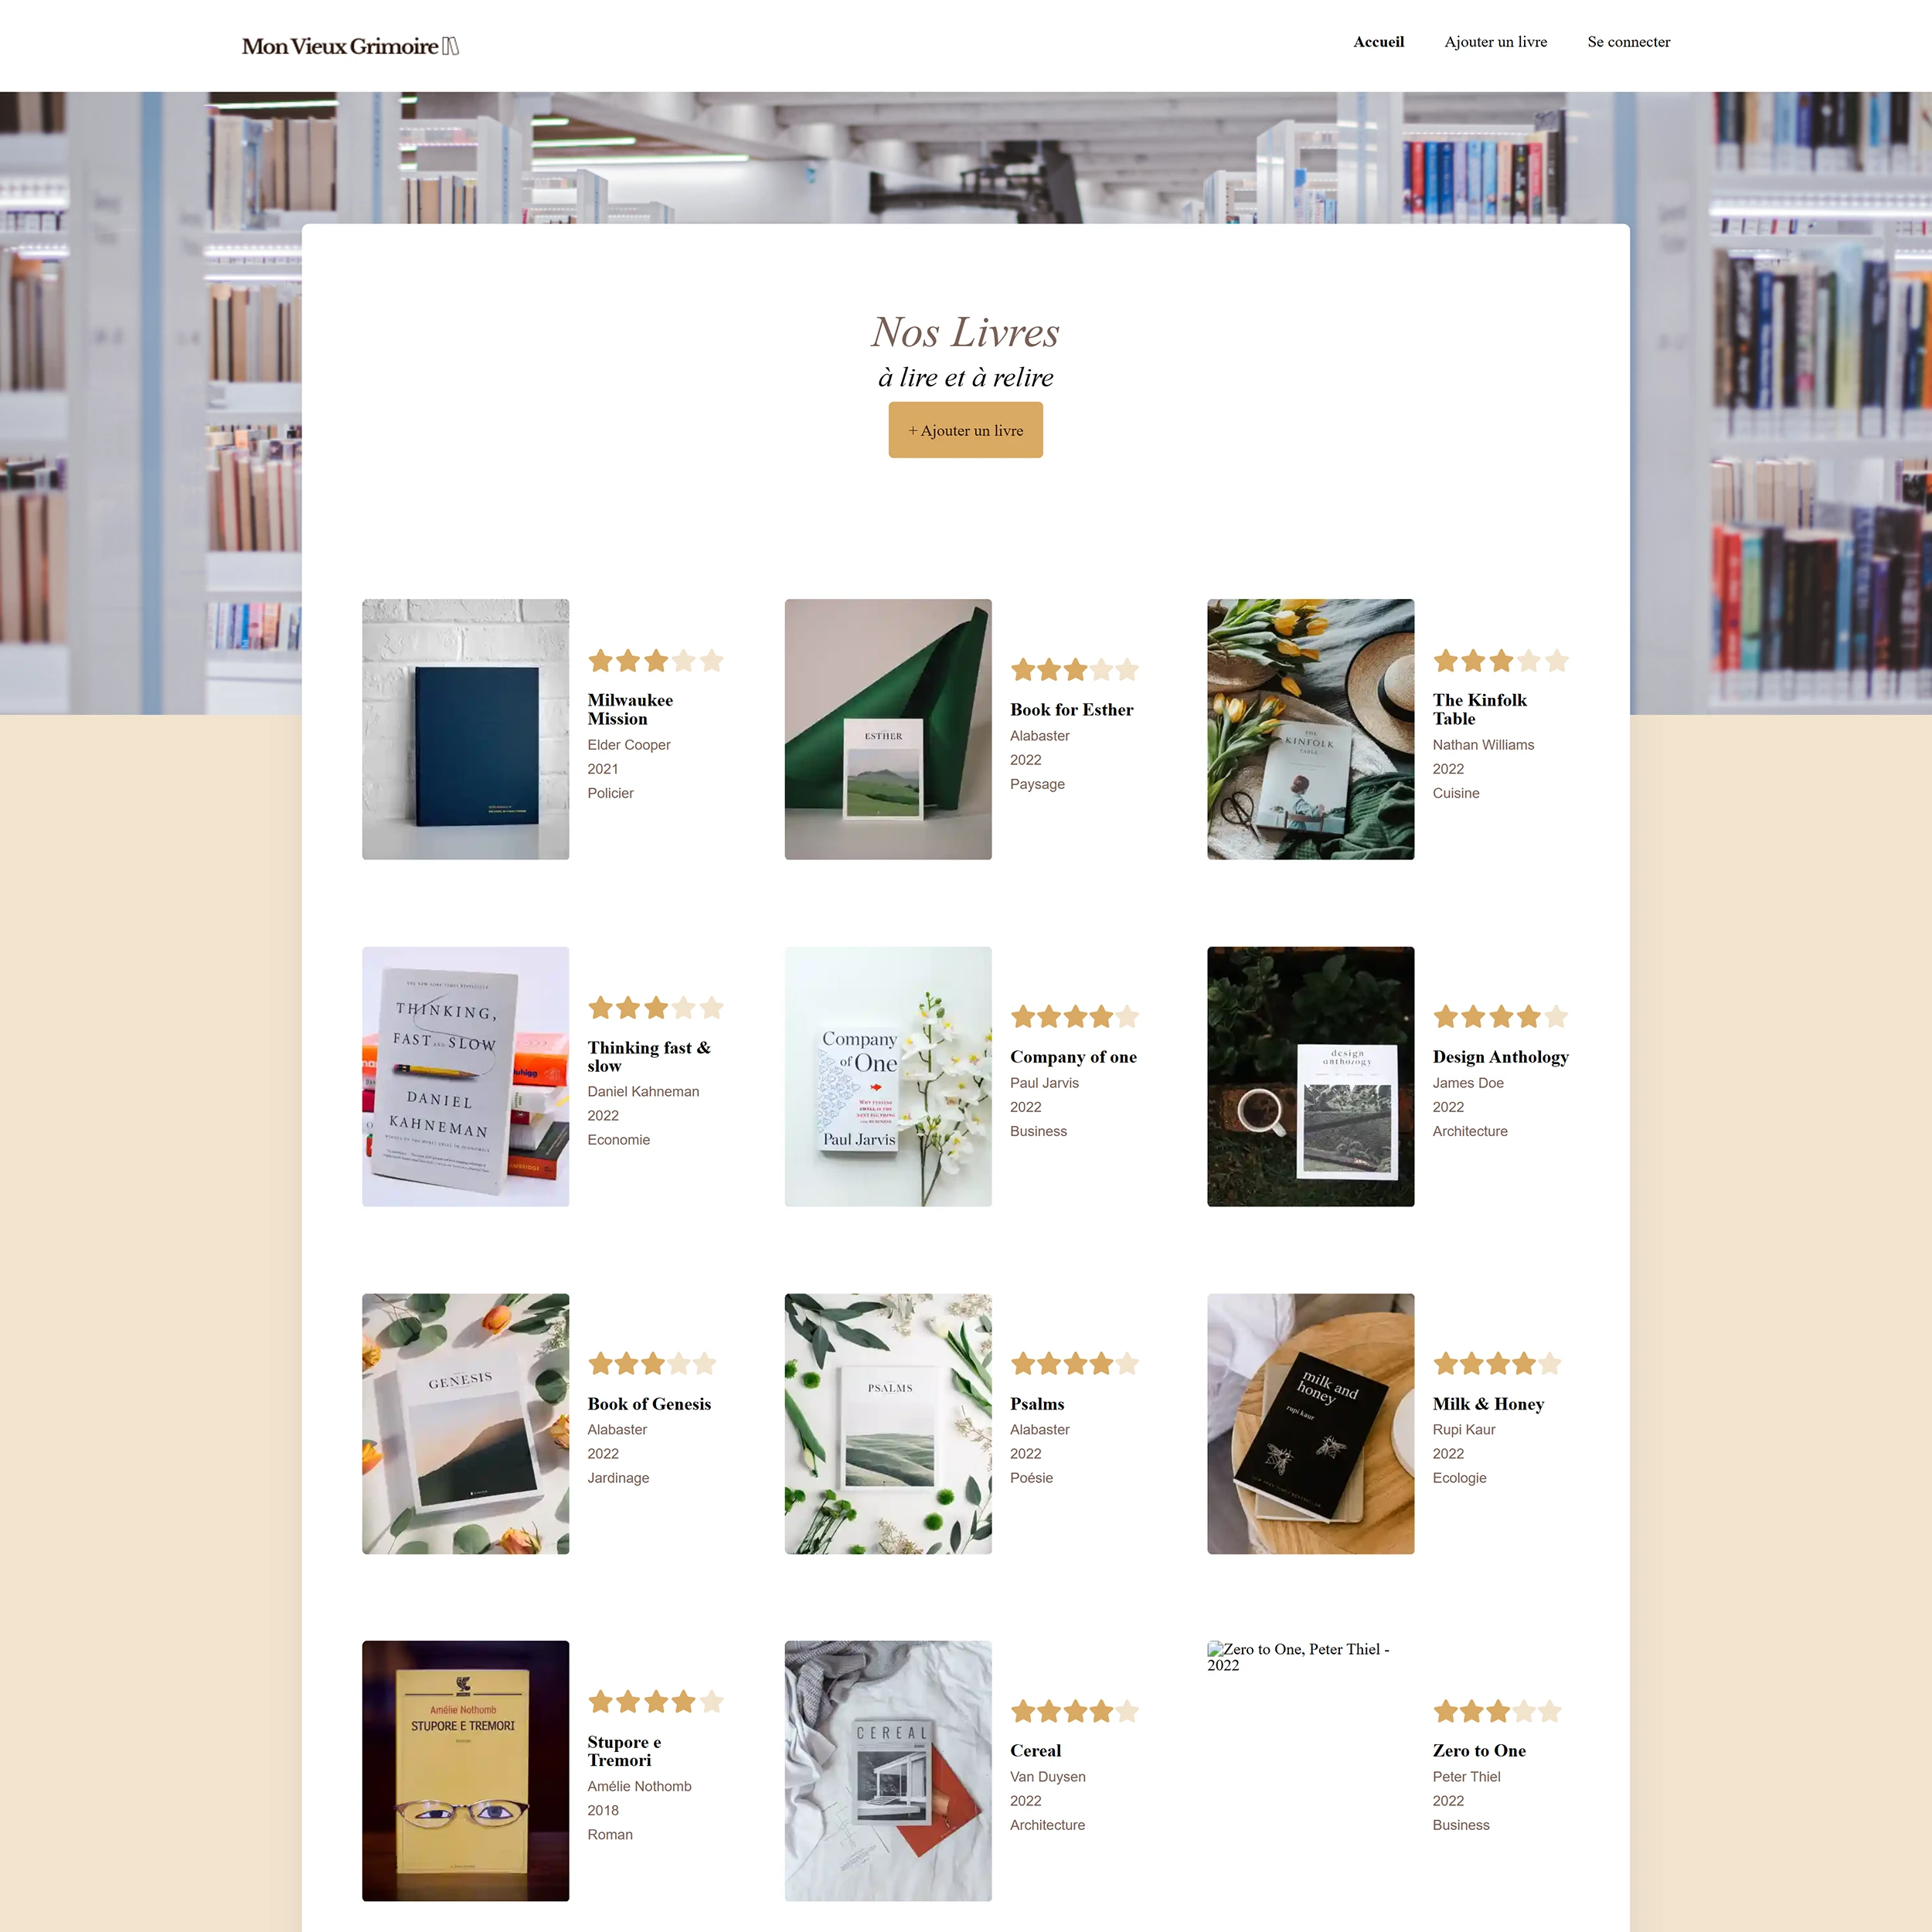 Mon Vieux Grimoire
Accueil
Ajouter un livre
Se connecter
Nos Livres
à lire et à relire
+ Ajouter un livre
Milwaukee
Mission
Elder Cooper
2021
Policier
ESTHER
Book for Esther
Alabaster
2022
Paysage
THE
KINFOLK
TABLE
The Kinfolk
Table
Nathan Williams
2022
Cuisine
THINKING,
FAST AND SLOW
DANIEL
KAHNEMAN
Thinking fast &
slow
Daniel Kahneman
2022
Economie
Company
of One
Paul Jarvis
Company of one
Paul Jarvis
2022
Business
design
anthology
Design Anthology
James Doe
2022
Architecture
GENESIS
Book of Genesis
Alabaster
2022
Jardinage
PSALMS
Psalms
Alabaster
2022
Poésie
milk and
honey
rupi kaur
Milk & Honey
Rupi Kaur
2022
Ecologie
Amélie Nothomb
STUPORE E TREMORI
Stupore e
Tremori
Amélie Nothomb
2018
Roman
CEREAL
Cereal
Van Duysen
2022
Architecture
Zero to One, Peter Thiel -
2022
Zero to One
Peter Thiel
2022
Business